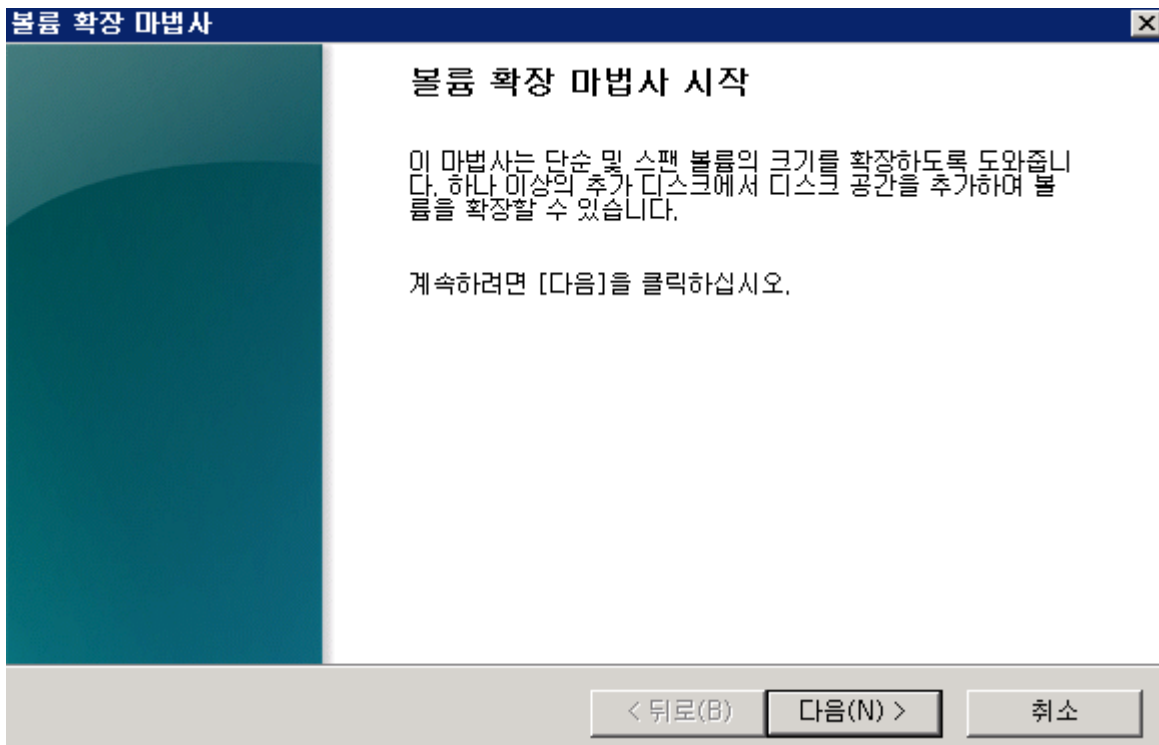 볼륨 확장 마법사
볼륨 확장 마법사 시작
이 마법사는 단순 및 스팬 볼륨의 크기를 확장하도록 도와줍니
다. 하나 이상의 추가 디스크에서 디스크 공간을 추가하여 볼
륨을 확장할 수 있습니다.
계속하려면 [다음]을 클릭하십시오.
< 뒤로(B) 다음(N) > 취소